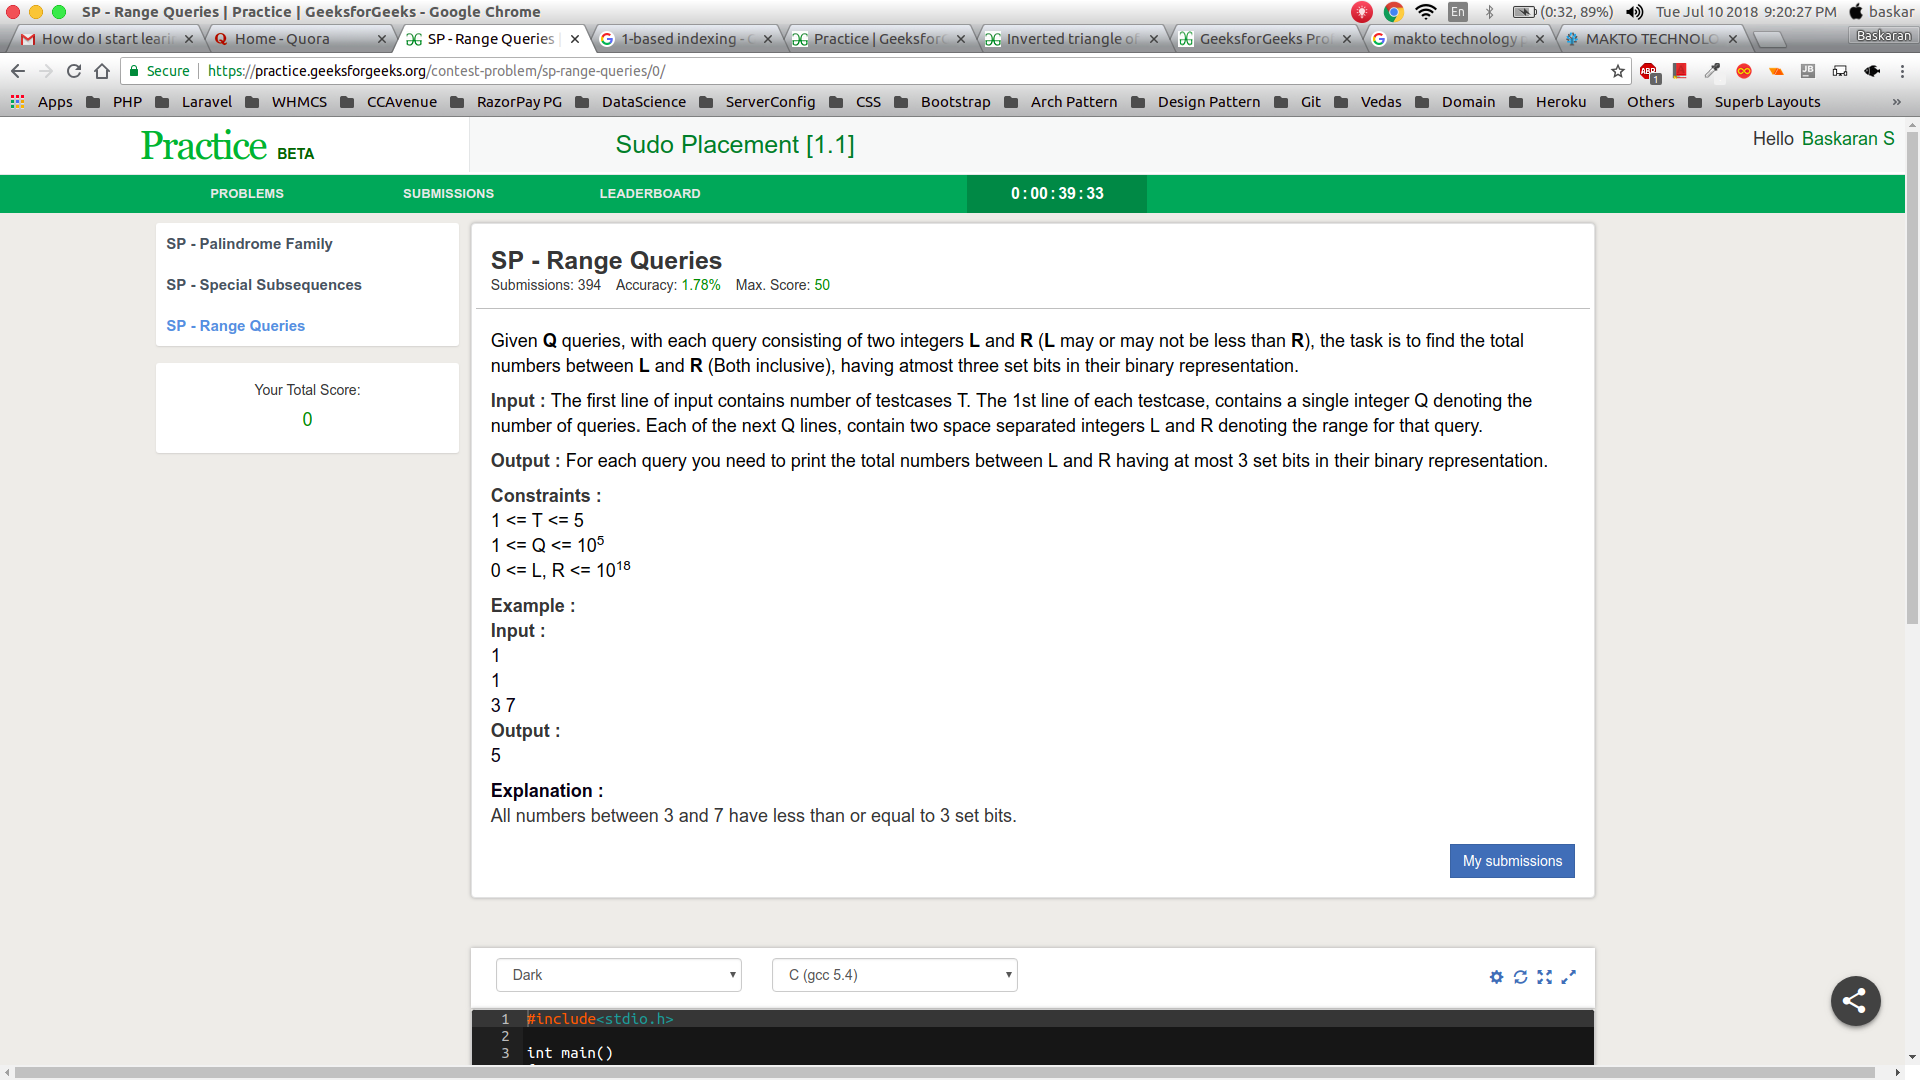 SP - Range Queries | Practice | GeeksforGeeks - Google Chrome
En (0:32, 89%) Tue Jul 10 2018 9:20:27 PM baskar
How do I start lear Home - Quora SP - Range Queries 1-based indexing - Practice | Geeksfor Inverted triangle of GeeksforGeeks Pro makto technology MAKTO TECHNOLO Baskaran
Secure https://practice.geeksforgeeks.org/contest-problem/sp-range-queries/0/ ABP 1 JB
Apps PHP Laravel WHMCS CCAvenue RazorPay PG DataScience ServerConfig CSS Bootstrap Arch Pattern Design Pattern Git Vedas Domain Heroku Others Superb Layouts »
Practice BETA Sudo Placement [1.1] Hello Baskaran S
PROBLEMS SUBMISSIONS LEADERBOARD 0 : 00 : 39 : 33
SP - Palindrome Family
SP - Special Subsequences
SP - Range Queries
Your Total Score:
0
SP - Range Queries
Submissions: 394 Accuracy: 1.78% Max. Score: 50
Given Q queries, with each query consisting of two integers L and R (L may or may not be less than R), the task is to find the total
numbers between L and R (Both inclusive), having atmost three set bits in their binary representation.
Input : The first line of input contains number of testcases T. The 1st line of each testcase, contains a single integer Q denoting the
number of queries. Each of the next Q lines, contain two space separated integers L and R denoting the range for that query.
Output : For each query you need to print the total numbers between L and R having at most 3 set bits in their binary representation.
Constraints :
1 <= T <= 5
1 <= Q <= 10⁵
0 <= L, R <= 10¹⁸
Example :
Input :
1
1
3 7
Output :
5
Explanation :
All numbers between 3 and 7 have less than or equal to 3 set bits.
My submissions
Dark C (gcc 5.4)
1 #include<stdio.h>
2
3 int main()